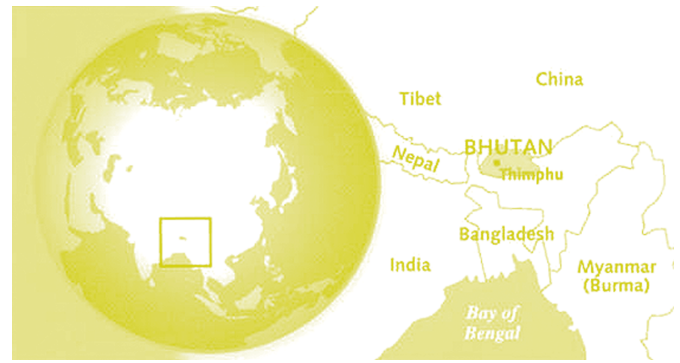 China
Tibet
BHUTAN
Nepal
Thimphu
Bangladesh
India
Myanmar
(Burma)
Bay of
Bengal